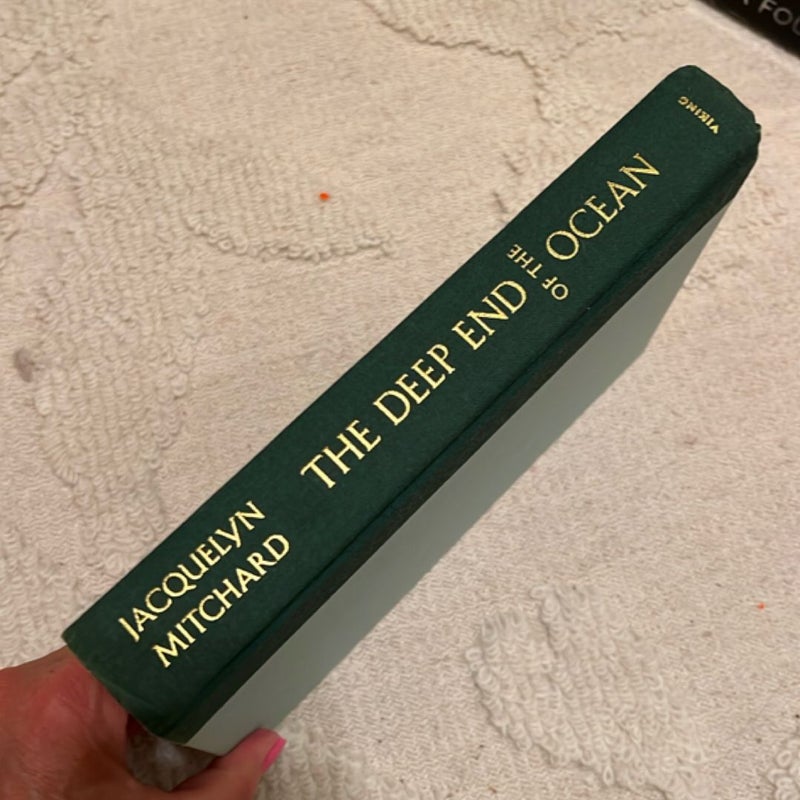 JACQUELYN
MITCHARD
THE DEEP END
OF THE
OCEAN
VIKING